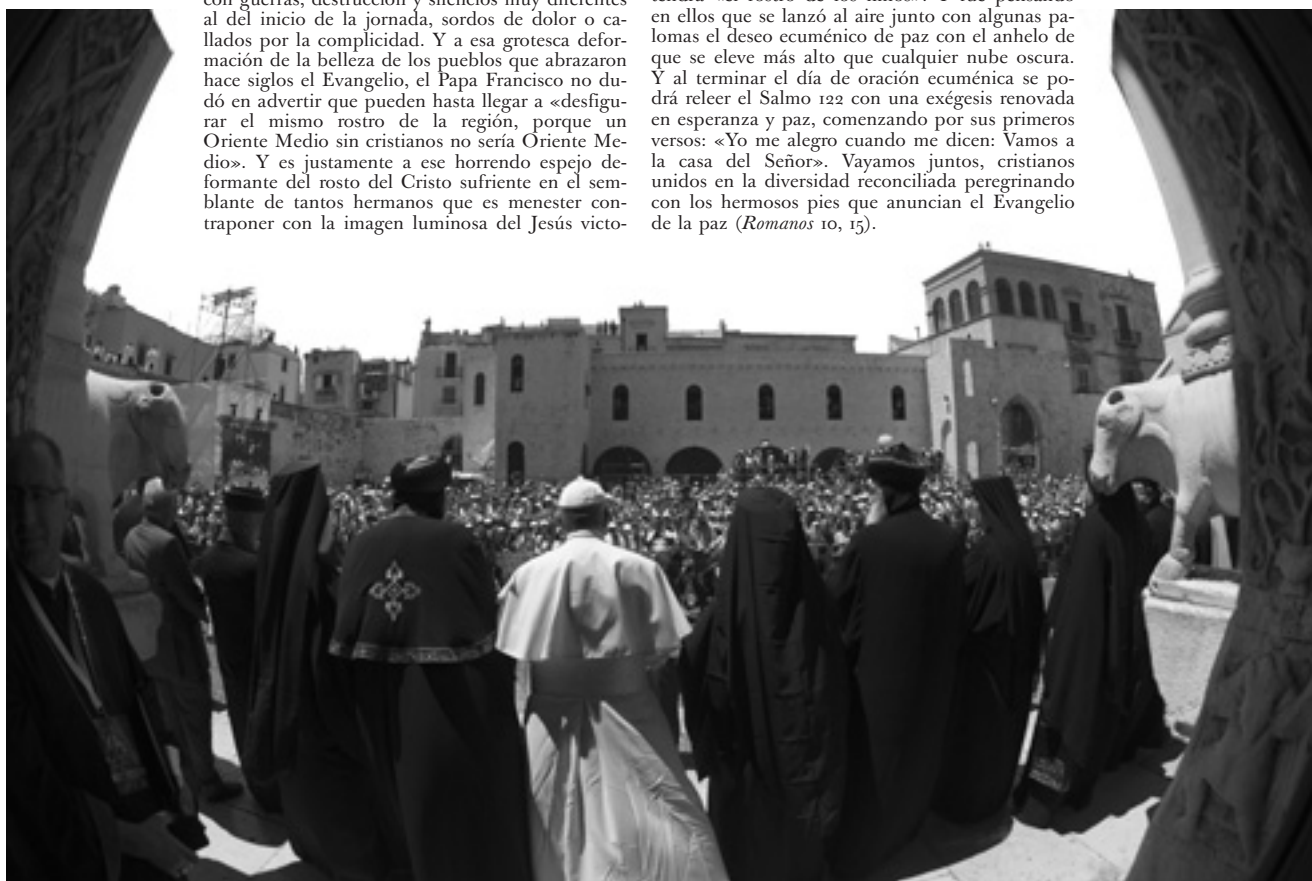 con guerras, destrucción y silencios muy diferentes
al del inicio de la jornada, sordos de dolor o ca-
llados por la complicidad. Y a esa grotesca defor-
mación de la belleza de los pueblos que abrazaron
hace siglos el Evangelio, el Papa Francisco no du-
dó en advertir que pueden hasta llegar a «desfigu-
rar el mismo rostro de la región, porque un
Oriente Medio sin cristianos no sería Oriente Me-
dio». Y es justamente a ese horrendo espejo de-
formante del rosto del Cristo sufriente en el sem-
blante de tantos hermanos que es menester con-
traponer con la imagen luminosa del Jesús victo-
en ellos que se lanzó al aire junto con algunas pa-
lomas el deseo ecuménico de paz con el anhelo de
que se eleve más alto que cualquier nube oscura.
Y al terminar el día de oración ecuménica se po-
drá releer el Salmo 122 con una exégesis renovada
en esperanza y paz, comenzando por sus primeros
versos: «Yo me alegro cuando me dicen: Vamos a
la casa del Señor». Vayamos juntos, cristianos
unidos en la diversidad reconciliada peregrinando
con los hermosos pies que anuncian el Evangelio
de la paz (Romanos 10, 15).